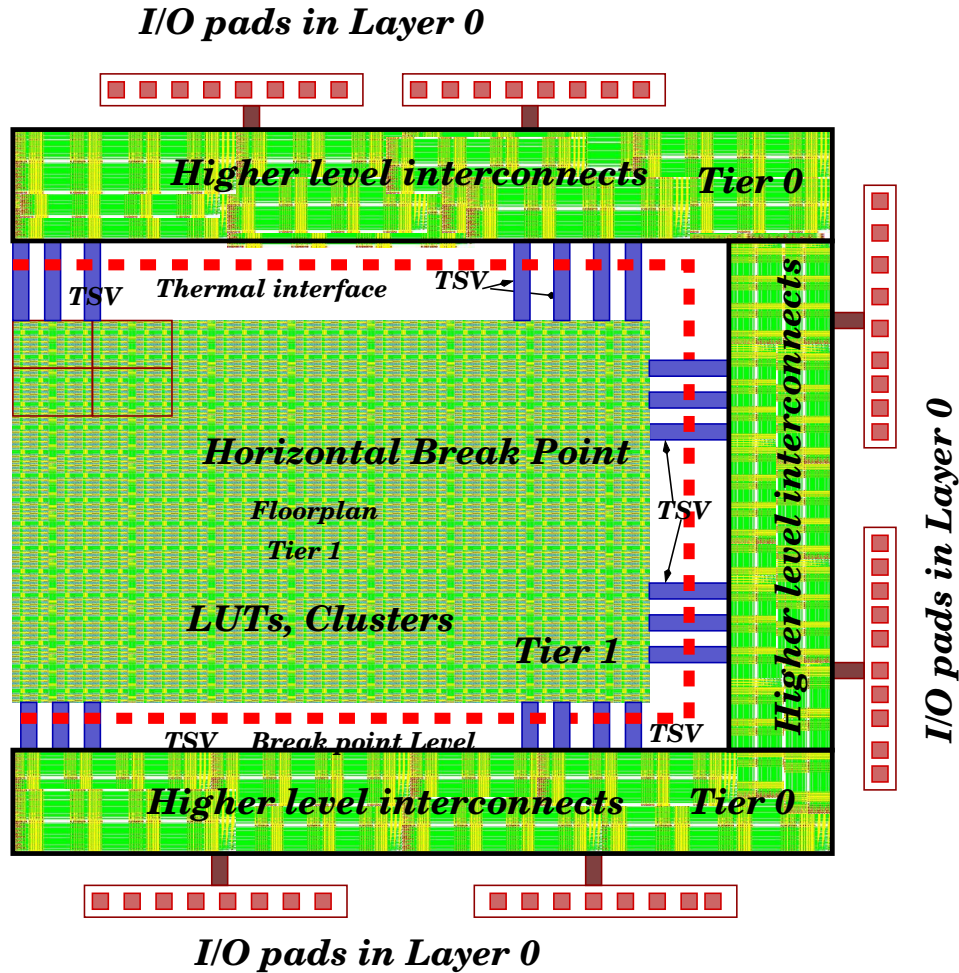 I/O pads in Layer 0
Higher level interconnects
Tier 0
TSV
Thermal interface
TSV
Higher level interconnects
I/O pads in Layer 0
Horizontal Break Point
Floorplan
TSV
Tier 1
LUTs, Clusters
Tier 1
TSV
Break point Level
TSV
Higher level interconnects
Tier 0
I/O pads in Layer 0